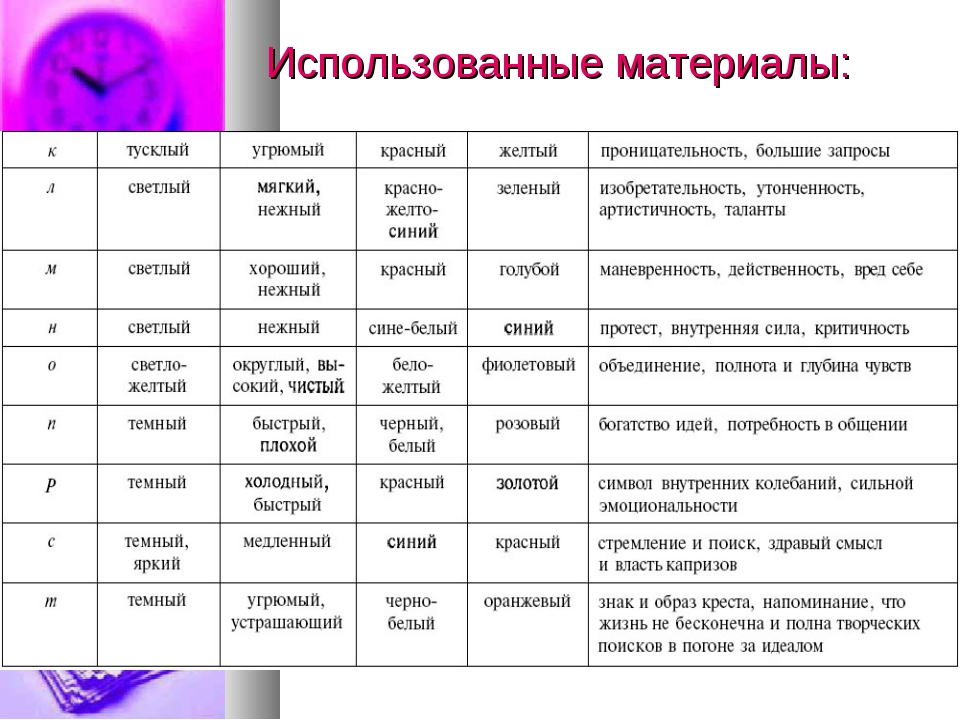 Использованные материалы:
к тусклый угрюмый красный желтый проницательность, большие запросы
л светлый мягкий, красно- зеленый изобретательность, утонченность,
нежный желто- артистичность, таланты
синий
м светлый хороший, красный голубой маневренность, действенность, вред себе
нежный
н светлый нежный сине-белый синий протест, внутренняя сила, критичность
о светло- округлый, вы- бело- фиолетовый объединение, полнота и глубина чувств
желтый сокий, чистый желтый
п темный быстрый, черный, розовый богатство идей, потребность в общении
плохой белый
р темный холодный, красный золотой символ внутренних колебаний, сильной
быстрый эмоциональности
с темный, медленный синий красный стремление и поиск, здравый смысл
яркий и власть капризов
т темный угрюмый, черно- оранжевый знак и образ креста, напоминание, что
устрашающий белый жизнь не бесконечна и полна творческих
поисков в погоне за идеалом